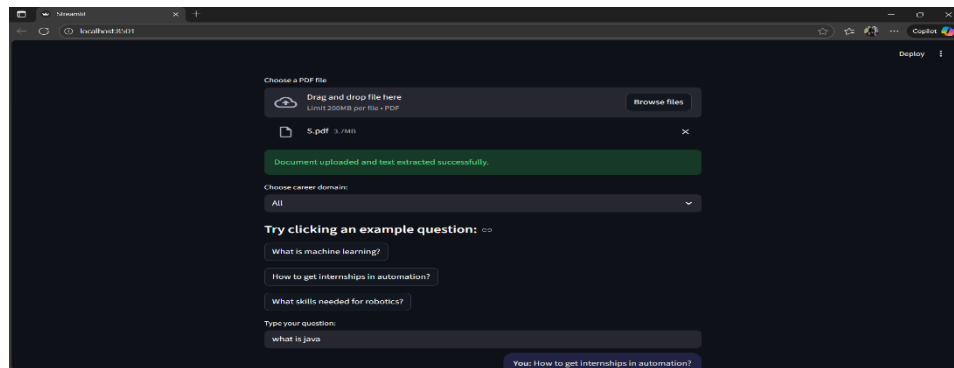 Streamlit
localhost:8501
Copilot
Deploy
Choose a PDF file
Drag and drop file here
Limit 200MB per file • PDF
Browse files
S.pdf 3.7MB
Document uploaded and text extracted successfully.
Choose career domain:
All
Try clicking an example question:
What is machine learning?
How to get internships in automation?
What skills needed for robotics?
Type your question:
what is java
You: How to get internships in automation?